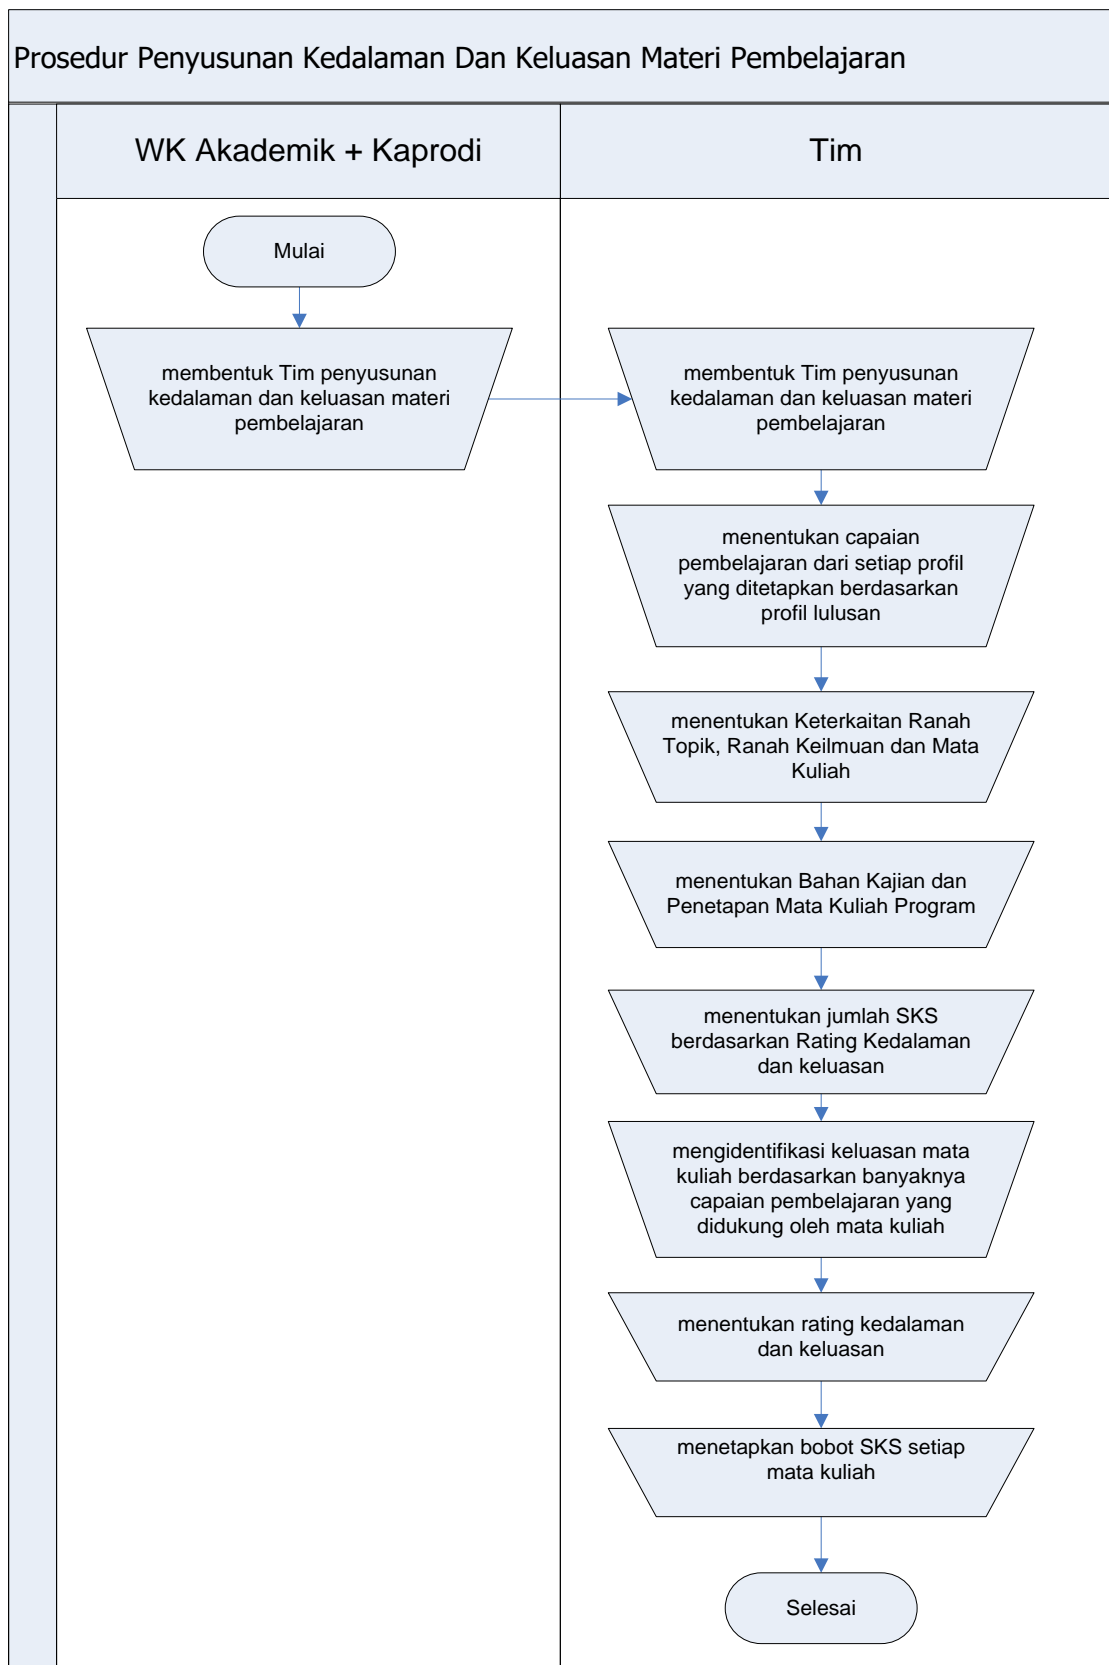 Prosedur Penyusunan Kedalaman Dan Keluasan Materi Pembelajaran
WK Akademik + Kaprodi
Tim
Mulai
membentuk Tim penyusunan
kedalaman dan keluasan materi
pembelajaran
membentuk Tim penyusunan
kedalaman dan keluasan materi
pembelajaran
menentukan capaian
pembelajaran dari setiap profil
yang ditetapkan berdasarkan
profil lulusan
menentukan Keterkaitan Ranah
Topik, Ranah Keilmuan dan Mata
Kuliah
menentukan Bahan Kajian dan
Penetapan Mata Kuliah Program
menentukan jumlah SKS
berdasarkan Rating Kedalaman
dan keluasan
mengidentifikasi keluasan mata
kuliah berdasarkan banyaknya
capaian pembelajaran yang
didukung oleh mata kuliah
menentukan rating kedalaman
dan keluasan
menetapkan bobot SKS setiap
mata kuliah
Selesai